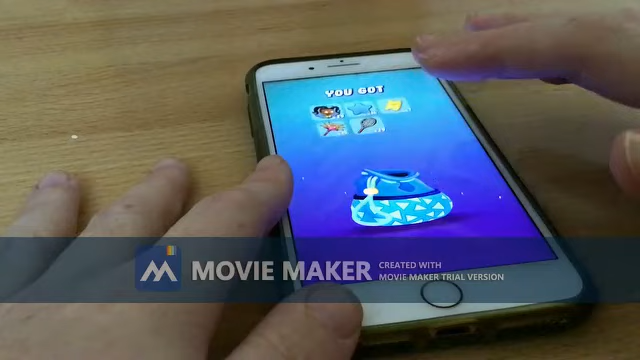 YOU GOT
MOVIE MAKER
CREATED WITH
MOVIE MAKER TRIAL VERSION